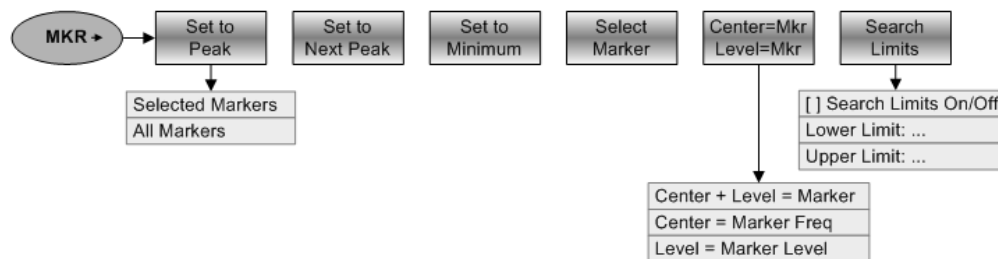 MKR →
Set to
Peak
Set to
Next Peak
Set to
Minimum
Select
Marker
Center=Mkr
Level=Mkr
Search
Limits
Selected Markers
All Markers
[ ] Search Limits On/Off
Lower Limit: ...
Upper Limit: ...
Center + Level = Marker
Center = Marker Freq
Level = Marker Level